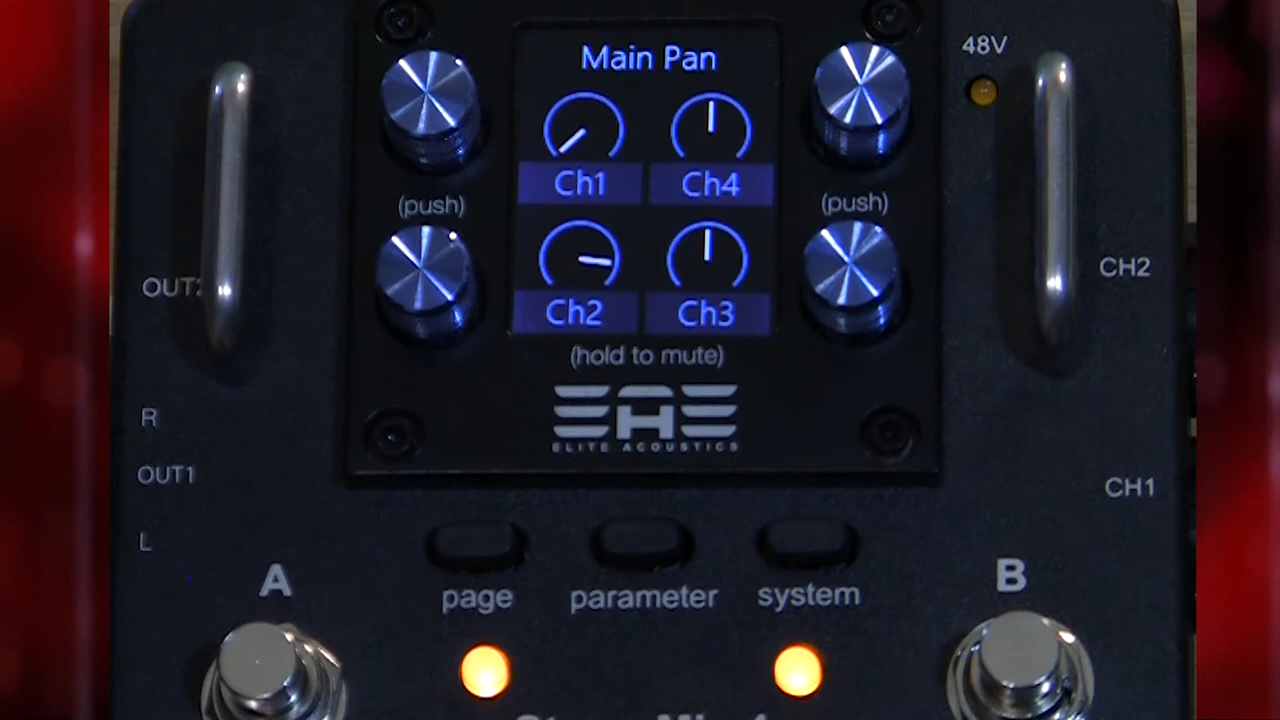 Main Pan
48V
Ch1 Ch4
(push) (push)
Ch2 Ch3
OUT2
CH2
(hold to mute)
ELITE ACOUSTICS
R
OUT1
L
CH1
A
B
page parameter system